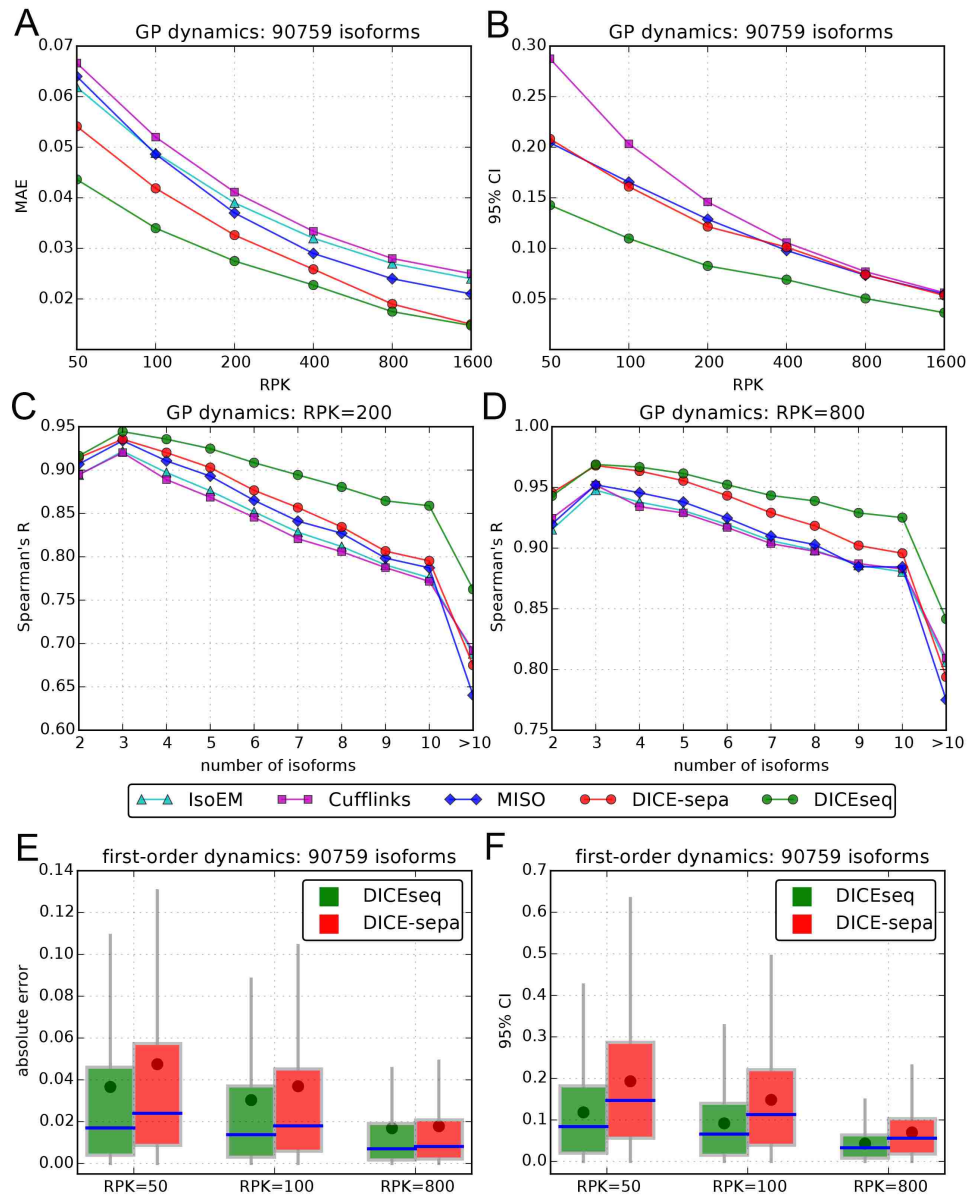 A
GP dynamics: 90759 isoforms
MAE
0.07
0.06
0.05
0.04
0.03
0.02
50 100 200 400 800 1600
RPK
B
GP dynamics: 90759 isoforms
95% CI
0.30
0.25
0.20
0.15
0.10
0.05
50 100 200 400 800 1600
RPK
C
GP dynamics: RPK=200
Spearman's R
0.95
0.90
0.85
0.80
0.75
0.70
0.65
0.60
2 3 4 5 6 7 8 9 10 >10
number of isoforms
D
GP dynamics: RPK=800
Spearman's R
1.00
0.95
0.90
0.85
0.80
0.75
2 3 4 5 6 7 8 9 10 >10
number of isoforms
IsoEM Cufflinks MISO DICE-sepa DICEseq
E
first-order dynamics: 90759 isoforms
absolute error
0.14
0.12
0.10
0.08
0.06
0.04
0.02
0.00
DICEseq
DICE-sepa
RPK=50 RPK=100 RPK=800
F
first-order dynamics: 90759 isoforms
95% CI
0.7
0.6
0.5
0.4
0.3
0.2
0.1
0.0
DICEseq
DICE-sepa
RPK=50 RPK=100 RPK=800